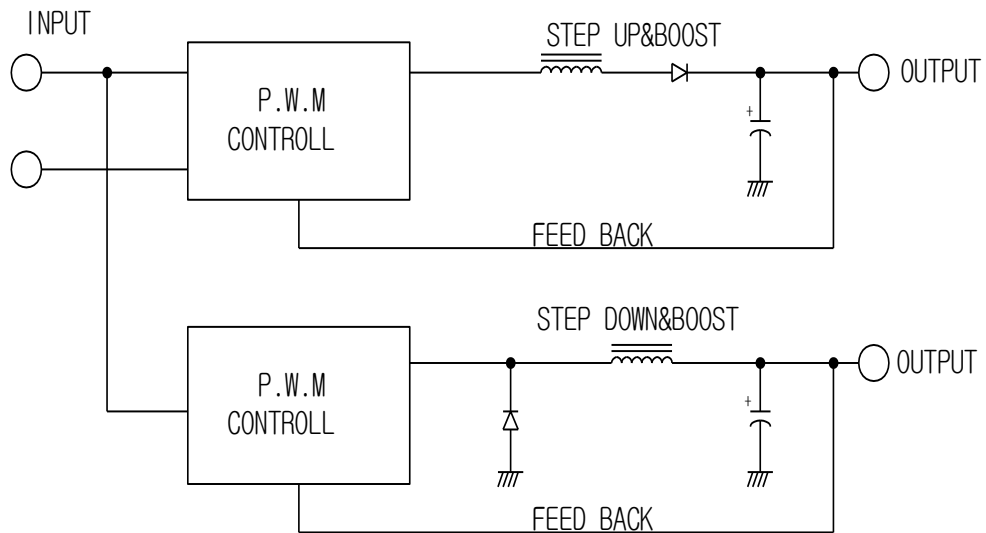 INPUT
STEP UP&BOOST
OUTPUT
P.W.M
CONTROLL
+
FEED BACK
STEP DOWN&BOOST
OUTPUT
P.W.M
CONTROLL
+
FEED BACK